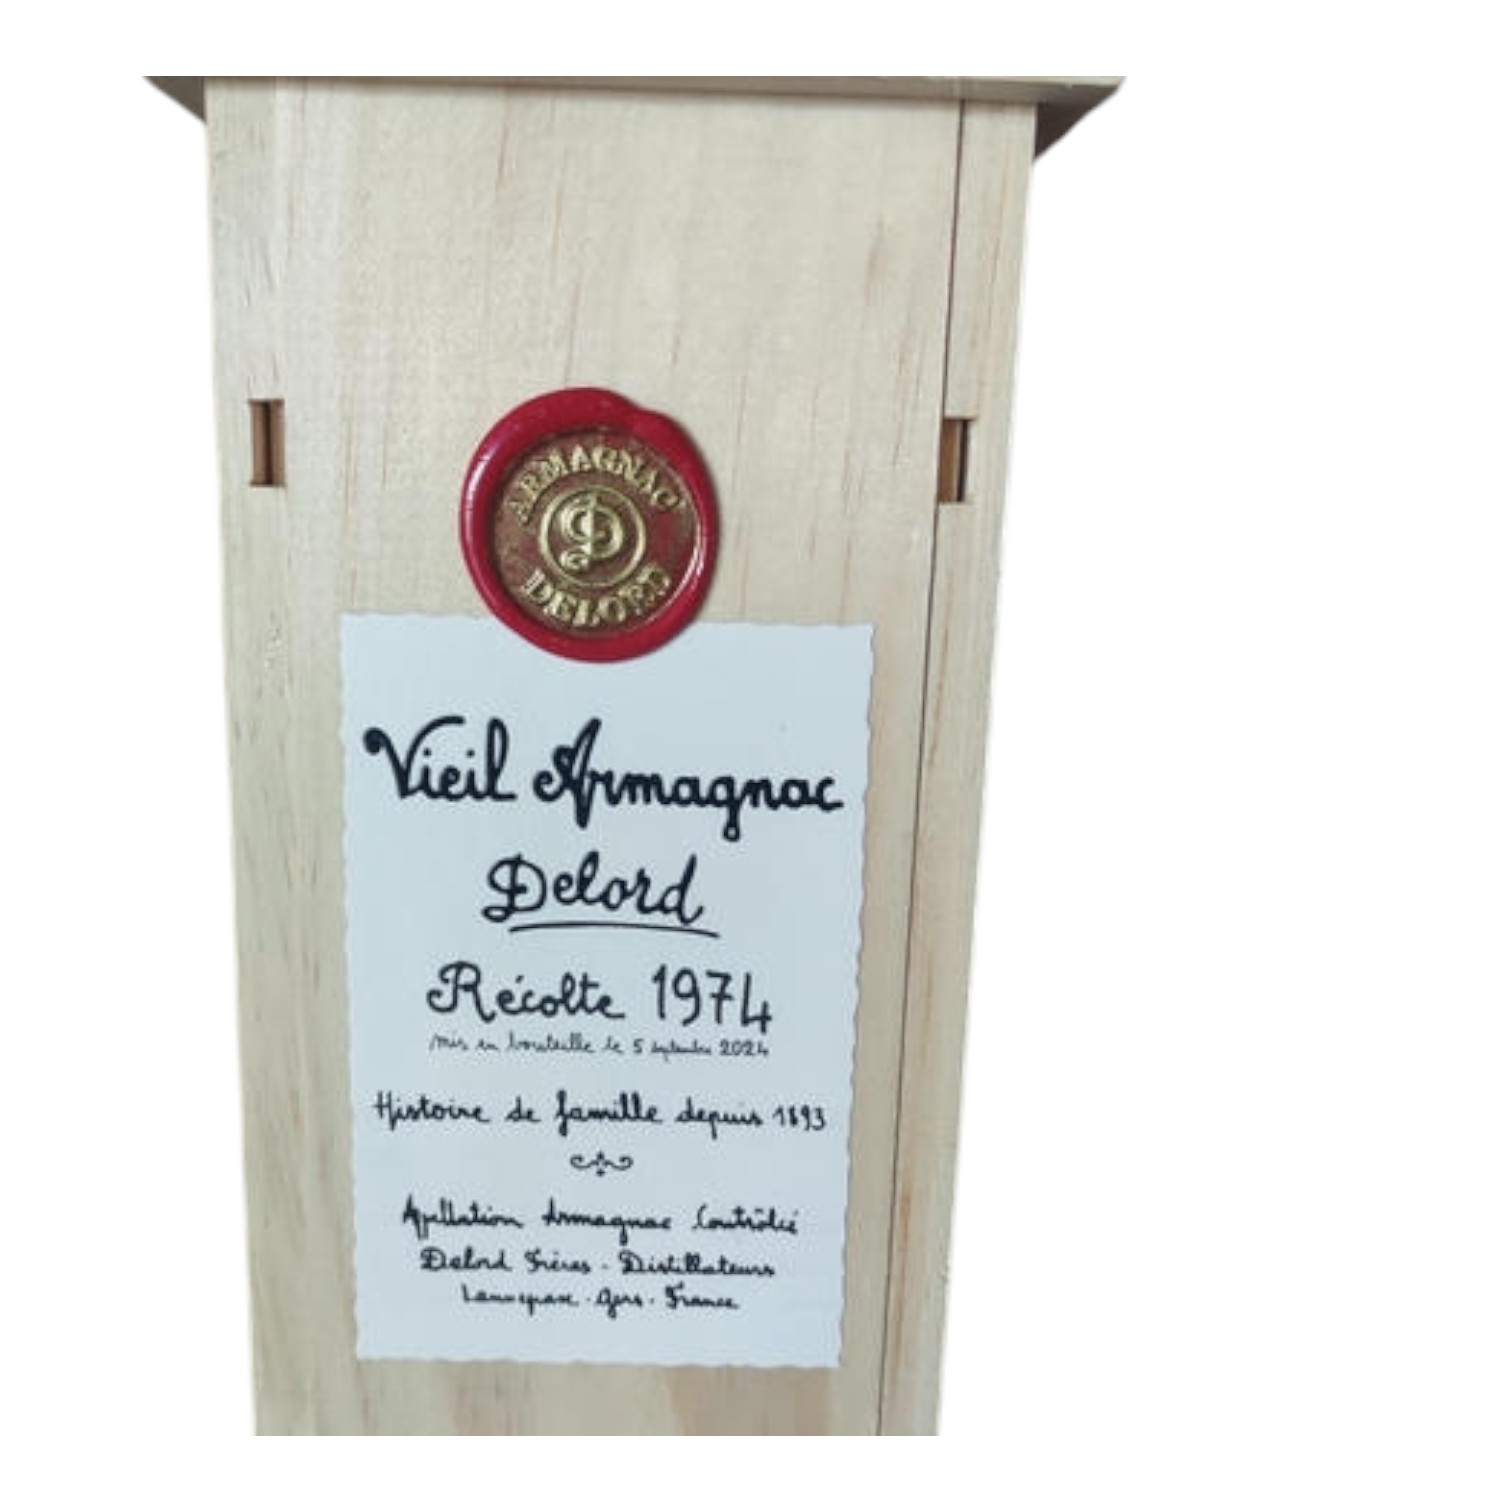 ARMAGNAC
DELORD
Vieil Armagnac
Delord
Récolte 1974
mis en bouteille le 5 septembre 2024
Histoire de famille depuis 1893
Apellation Armagnac Contrôlée
Delord Frères - Distillateurs
Lannepax - Gers - France